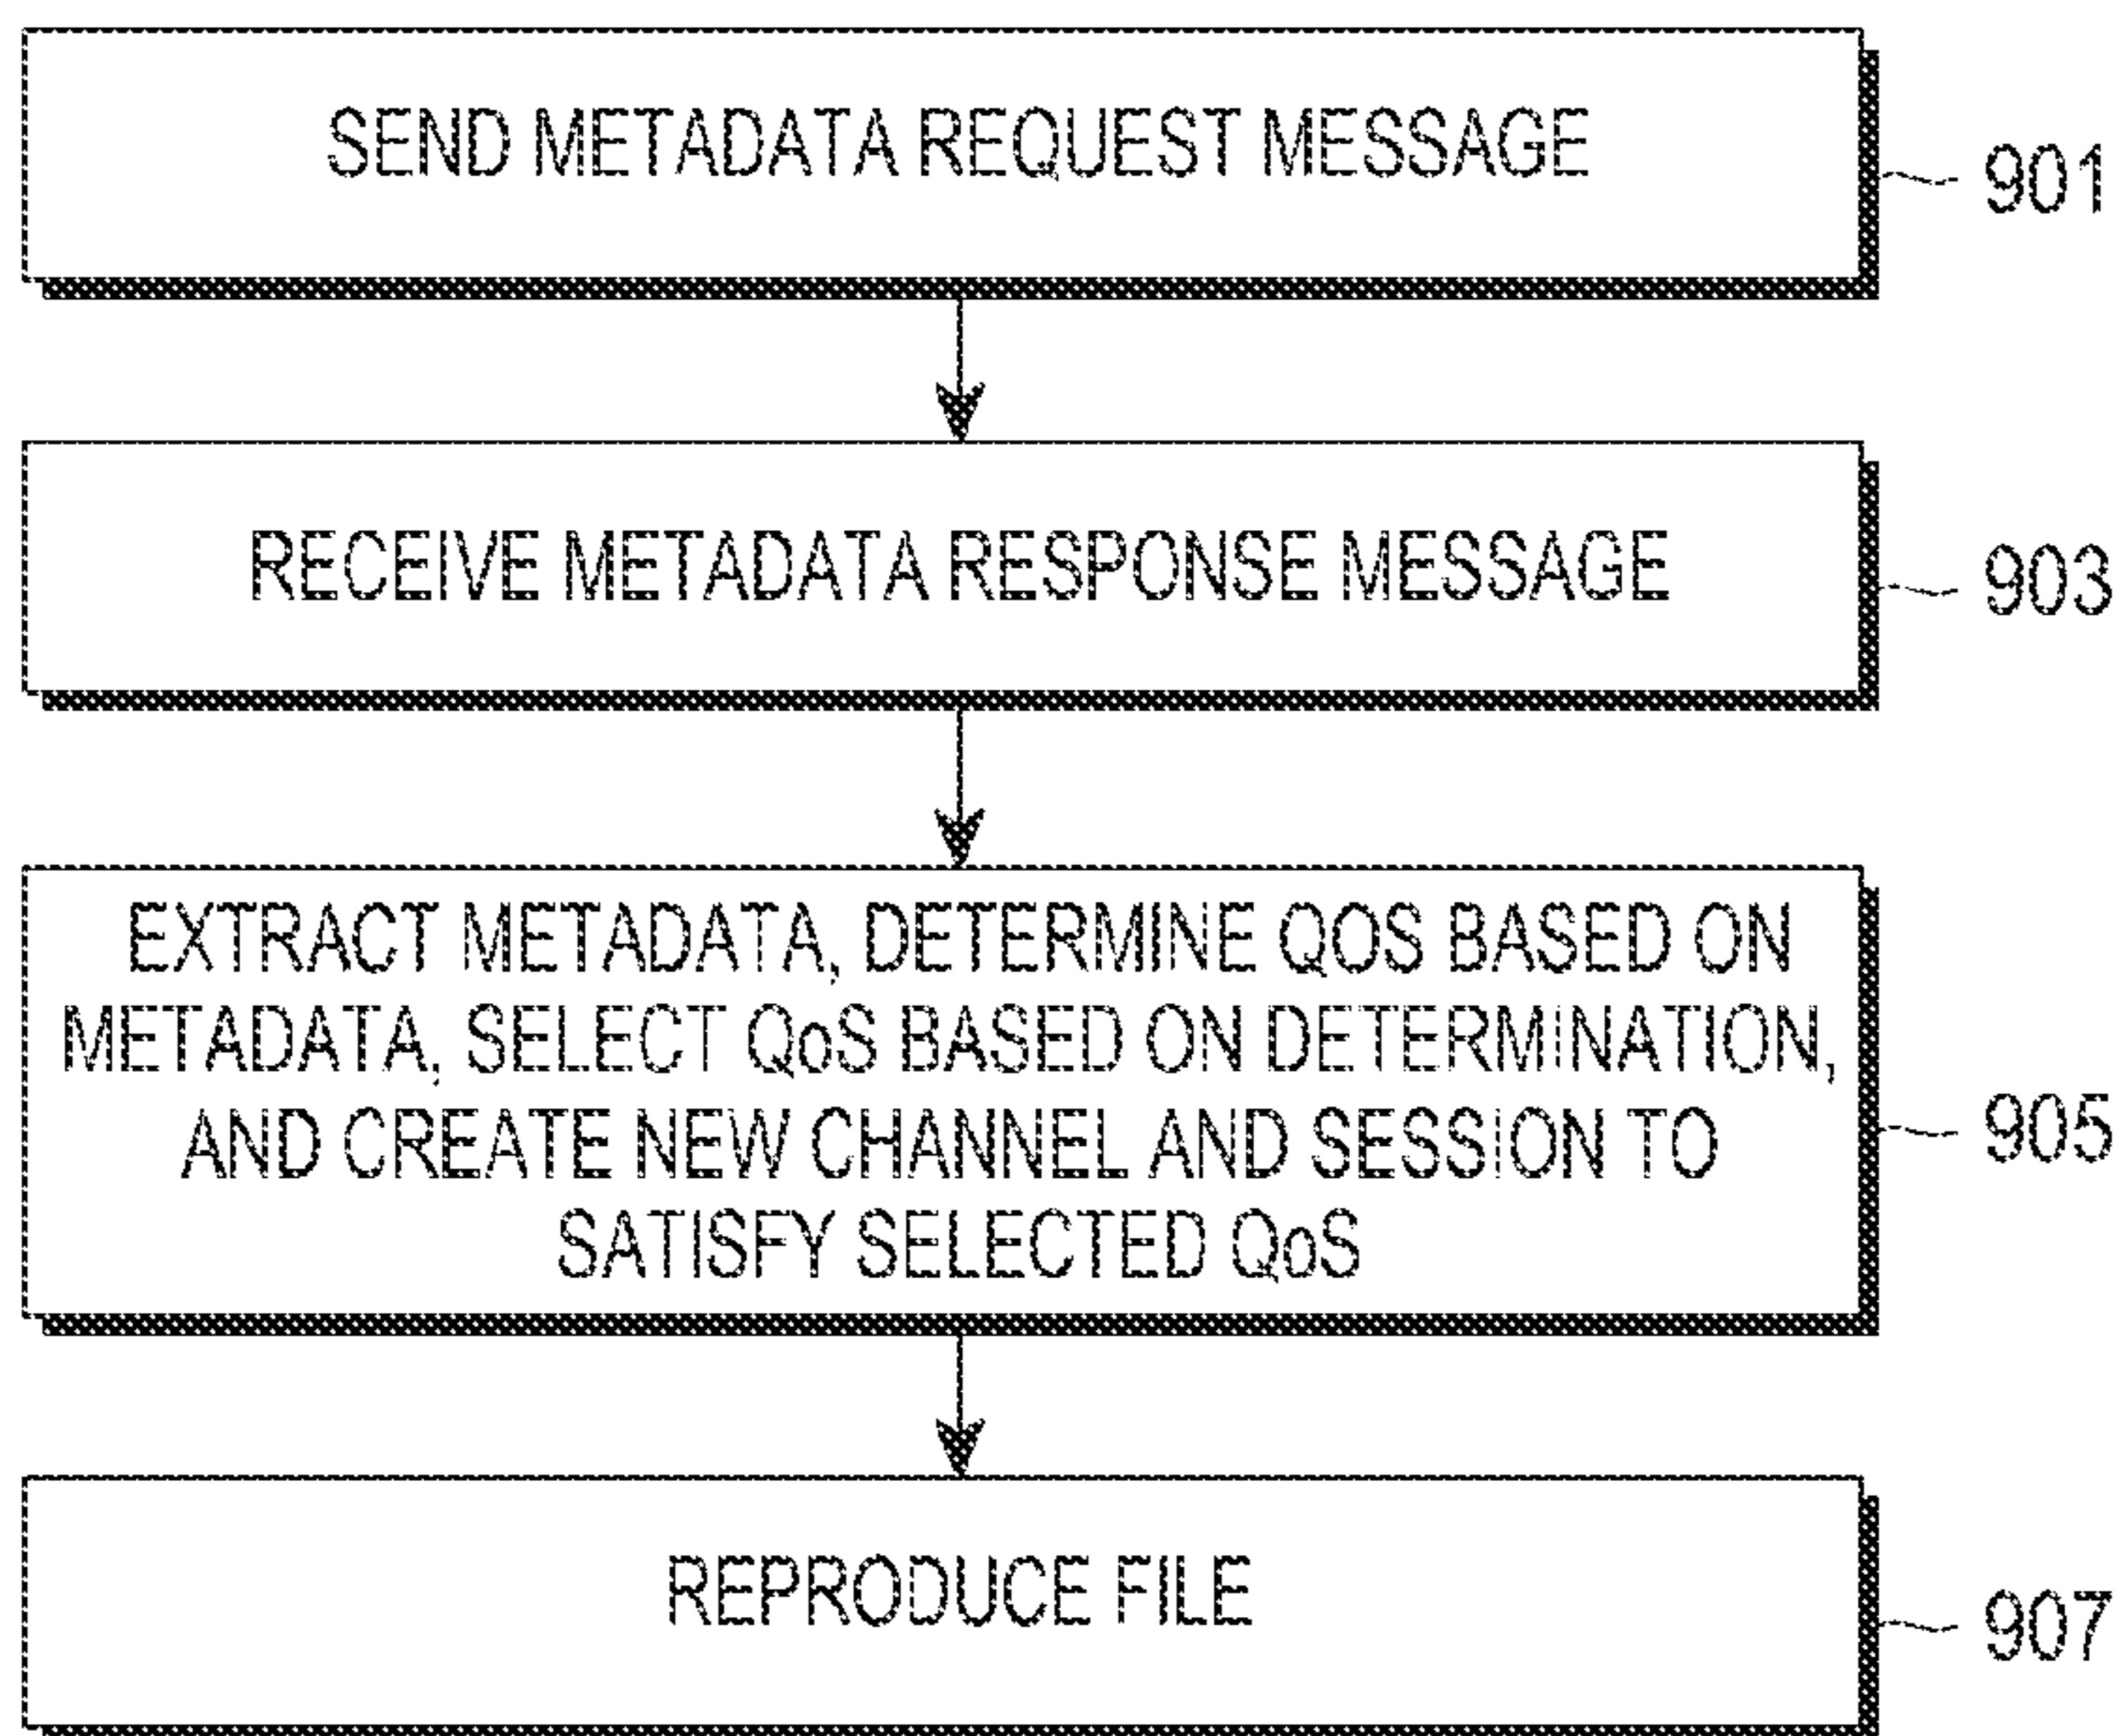 SEND METADATA REQUEST MESSAGE
901
RECEIVE METADATA RESPONSE MESSAGE
903
EXTRACT METADATA, DETERMINE QOS BASED ON
METADATA, SELECT QoS BASED ON DETERMINATION,
AND CREATE NEW CHANNEL AND SESSION TO
SATISFY SELECTED QoS
905
REPRODUCE FILE
907